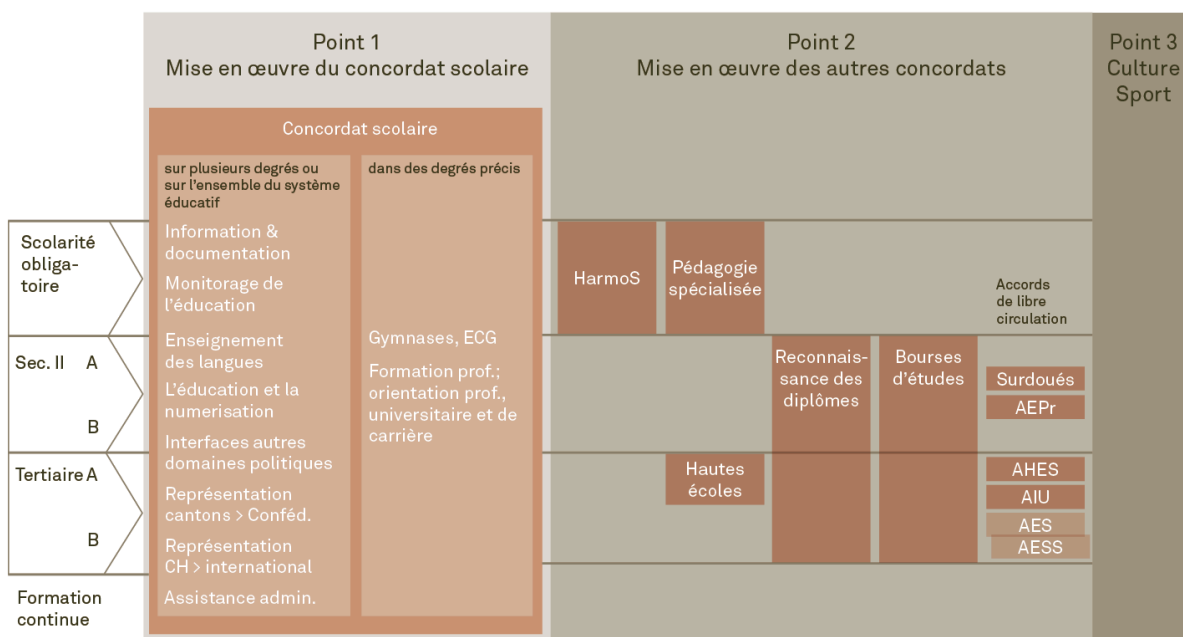 Point 1
Mise en œuvre du concordat scolaire
Point 2
Mise en œuvre des autres concordats
Point 3
Culture
Sport
Concordat scolaire
sur plusieurs degrés ou
sur l'ensemble du système
éducatif
dans des degrés précis
Scolarité
obliga-
toire
Sec. II A
B
Tertiaire A
B
Formation
continue
Information &
documentation
Monitorage de
l'éducation
Enseignement
des langues
L'éducation et la
numerisation
Interfaces autres
domaines politiques
Représentation
cantons > Conféd.
Représentation
CH > international
Assistance admin.
Gymnases, ECG
Formation prof.;
orientation prof.,
universitaire et de
carrière
HarmoS
Pédagogie
spécialisée
Accords
de libre
circulation
Reconnais-
sance des
diplômes
Bourses
d'études
Surdoués
AEPr
Hautes
écoles
AHES
AIU
AES
AESS